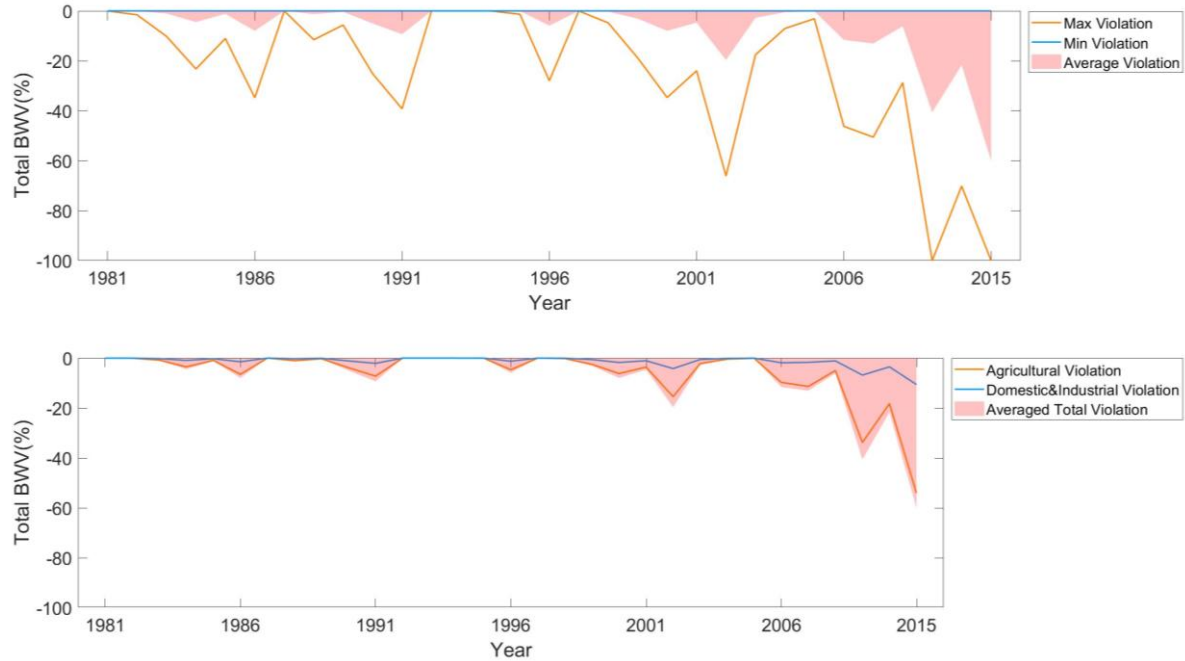 0
-20
-40
-60
-80
-100
Total BWV(%)
1981 1986 1991 1996 2001 2006 2015
Year
Max Violation
Min Violation
Average Violation
0
-20
-40
-60
-80
-100
Total BWV(%)
1981 1986 1991 1996 2001 2006 2015
Year
Agricultural Violation
Domestic&Industrial Violation
Averaged Total Violation